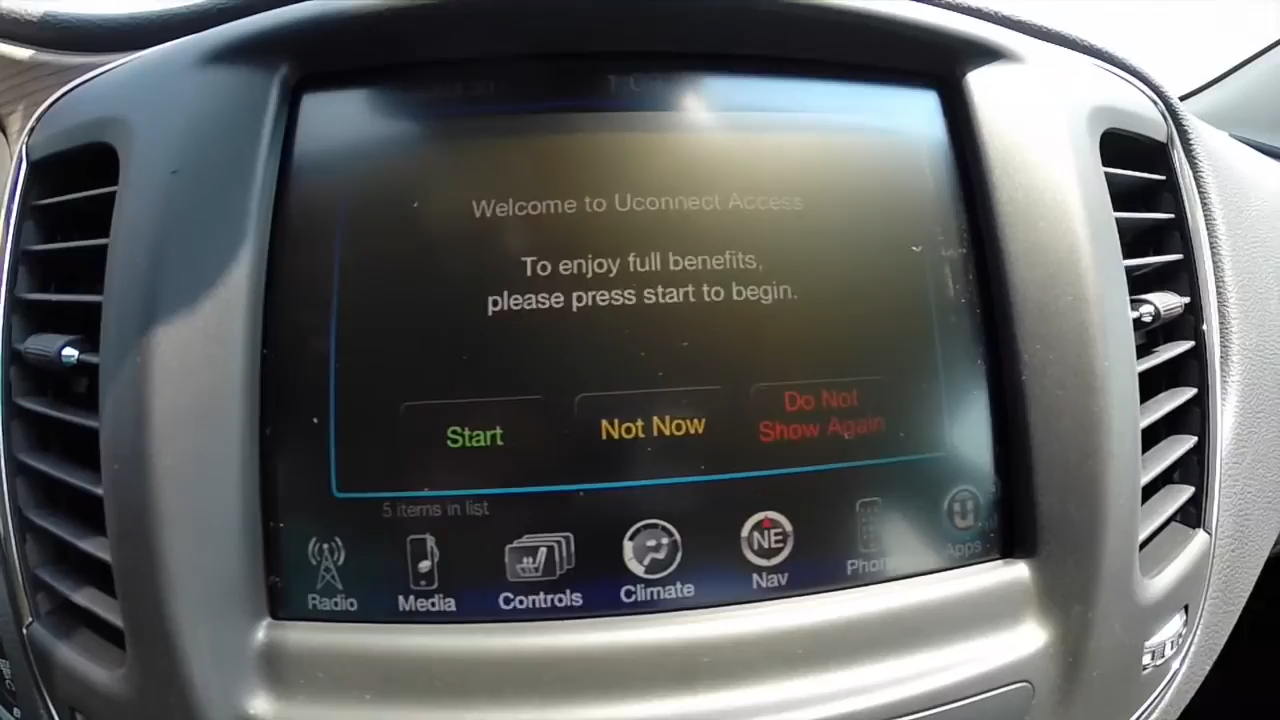 Welcome to Uconnect Access
To enjoy full benefits,
please press start to begin.
Start
Not Now
Do Not
Show Again
5 items in list
Radio
Media
Controls
Climate
NE
Nav
Phon
Apps